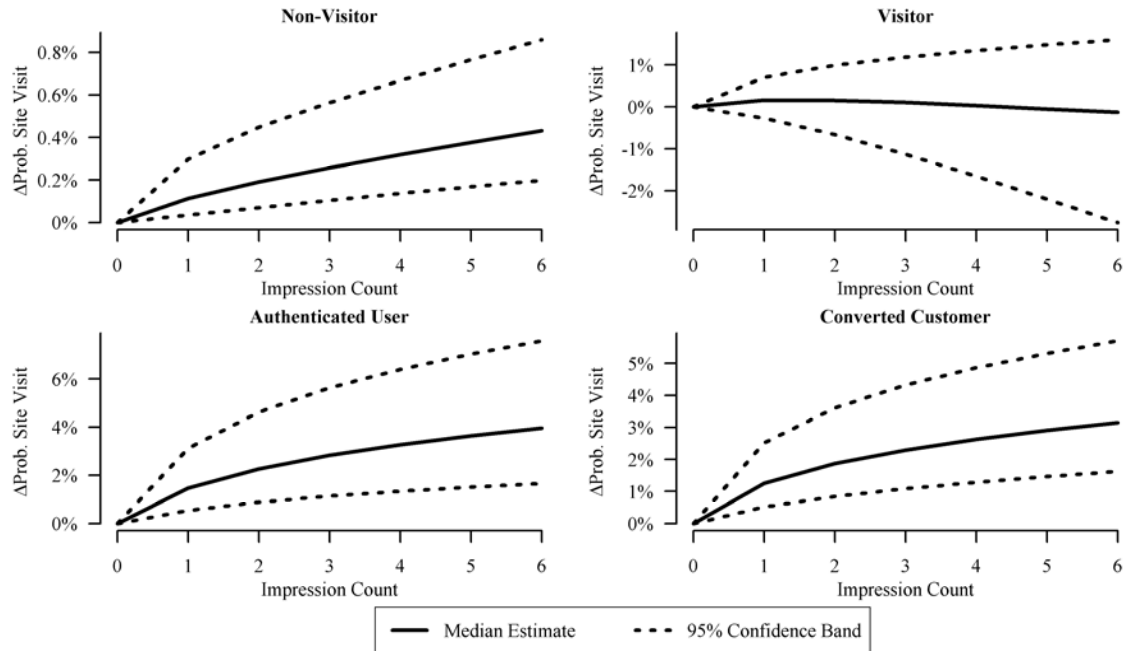 Non-Visitor
ΔProb. Site Visit
0.8%
0.6%
0.4%
0.2%
0%
0 1 2 3 4 5 6
Impression Count
Visitor
ΔProb. Site Visit
1%
0%
-1%
-2%
0 1 2 3 4 5 6
Impression Count
Authenticated User
ΔProb. Site Visit
6%
4%
2%
0%
0 1 2 3 4 5 6
Impression Count
Converted Customer
ΔProb. Site Visit
5%
4%
3%
2%
1%
0%
0 1 2 3 4 5 6
Impression Count
Median Estimate 95% Confidence Band